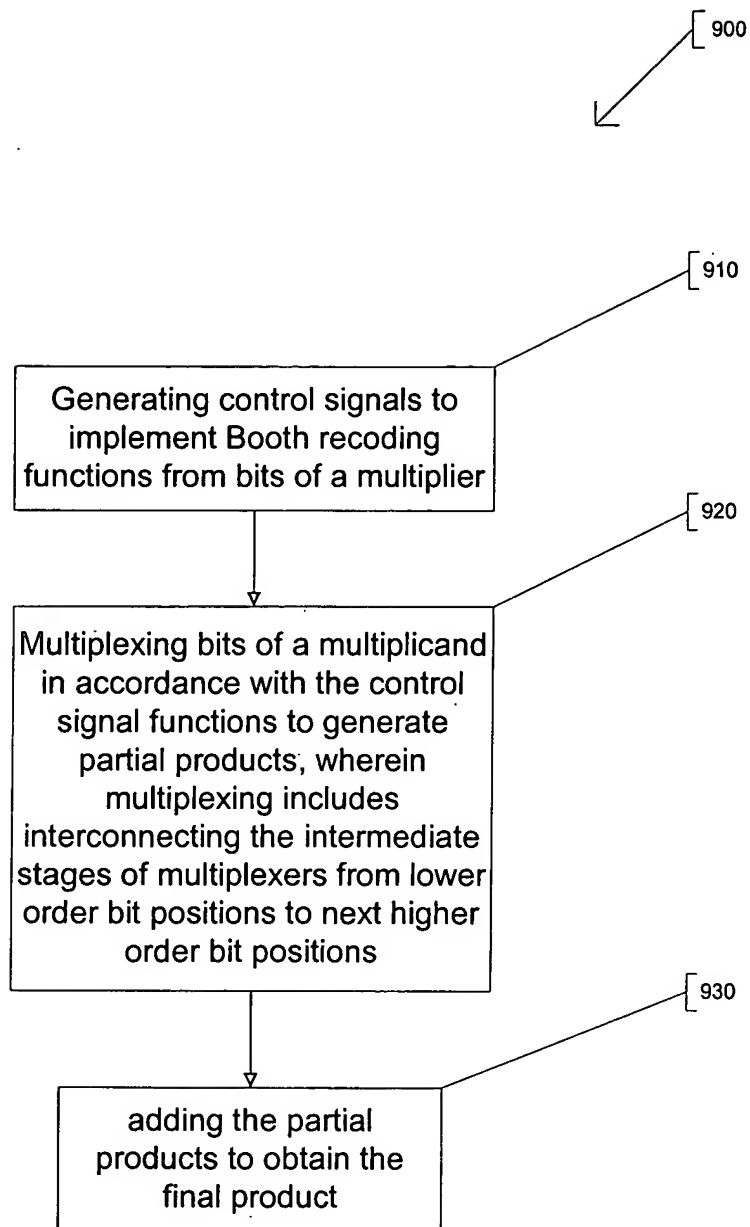 900
910
Generating control signals to
implement Booth recoding
functions from bits of a multiplier
920
Multiplexing bits of a multiplicand
in accordance with the control
signal functions to generate
partial products, wherein
multiplexing includes
interconnecting the intermediate
stages of multiplexers from lower
order bit positions to next higher
order bit positions
930
adding the partial
products to obtain the
final product